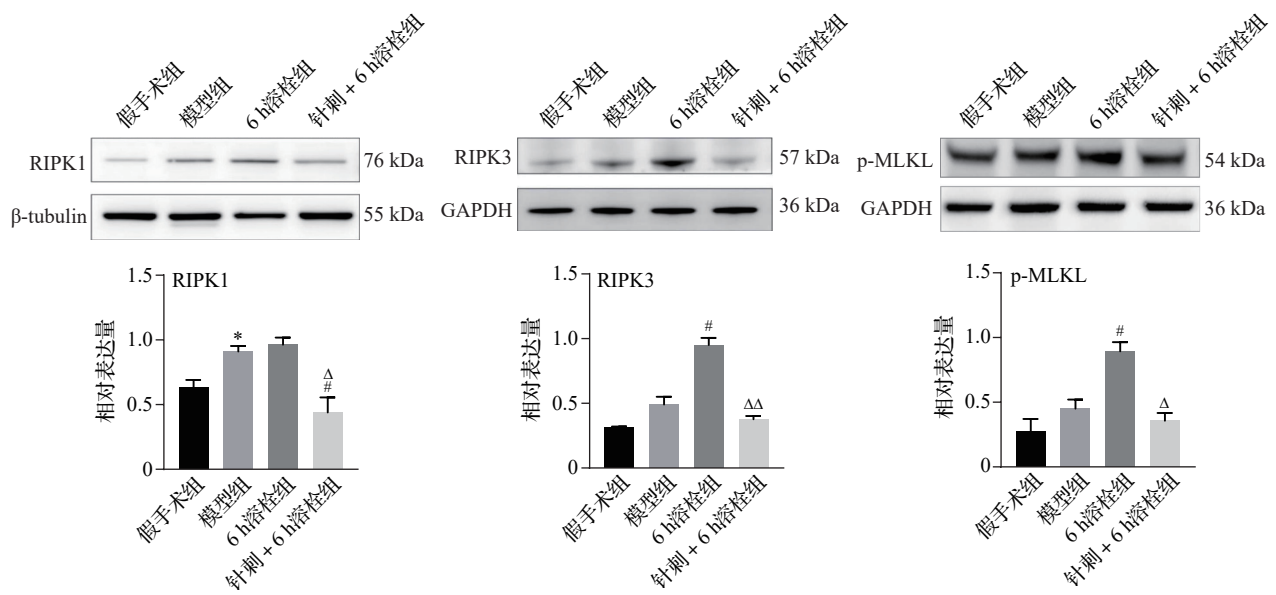 假手术组
模型组
6 h溶栓组
针刺 + 6 h溶栓组
RIPK1
76 kDa
β-tubulin
55 kDa
假手术组
模型组
6 h溶栓组
针刺 + 6 h溶栓组
RIPK3
57 kDa
GAPDH
36 kDa
假手术组
模型组
6 h溶栓组
针刺 + 6 h溶栓组
p-MLKL
54 kDa
GAPDH
36 kDa
RIPK1
相对表达量
1.5
1.0
0.5
0
*
Δ
#
假手术组
模型组
6 h溶栓组
针刺 + 6 h溶栓组
RIPK3
相对表达量
1.5
1.0
0.5
0
#
ΔΔ
假手术组
模型组
6 h溶栓组
针刺 + 6 h溶栓组
p-MLKL
相对表达量
1.5
1.0
0.5
0
#
Δ
假手术组
模型组
6 h溶栓组
针刺 + 6 h溶栓组